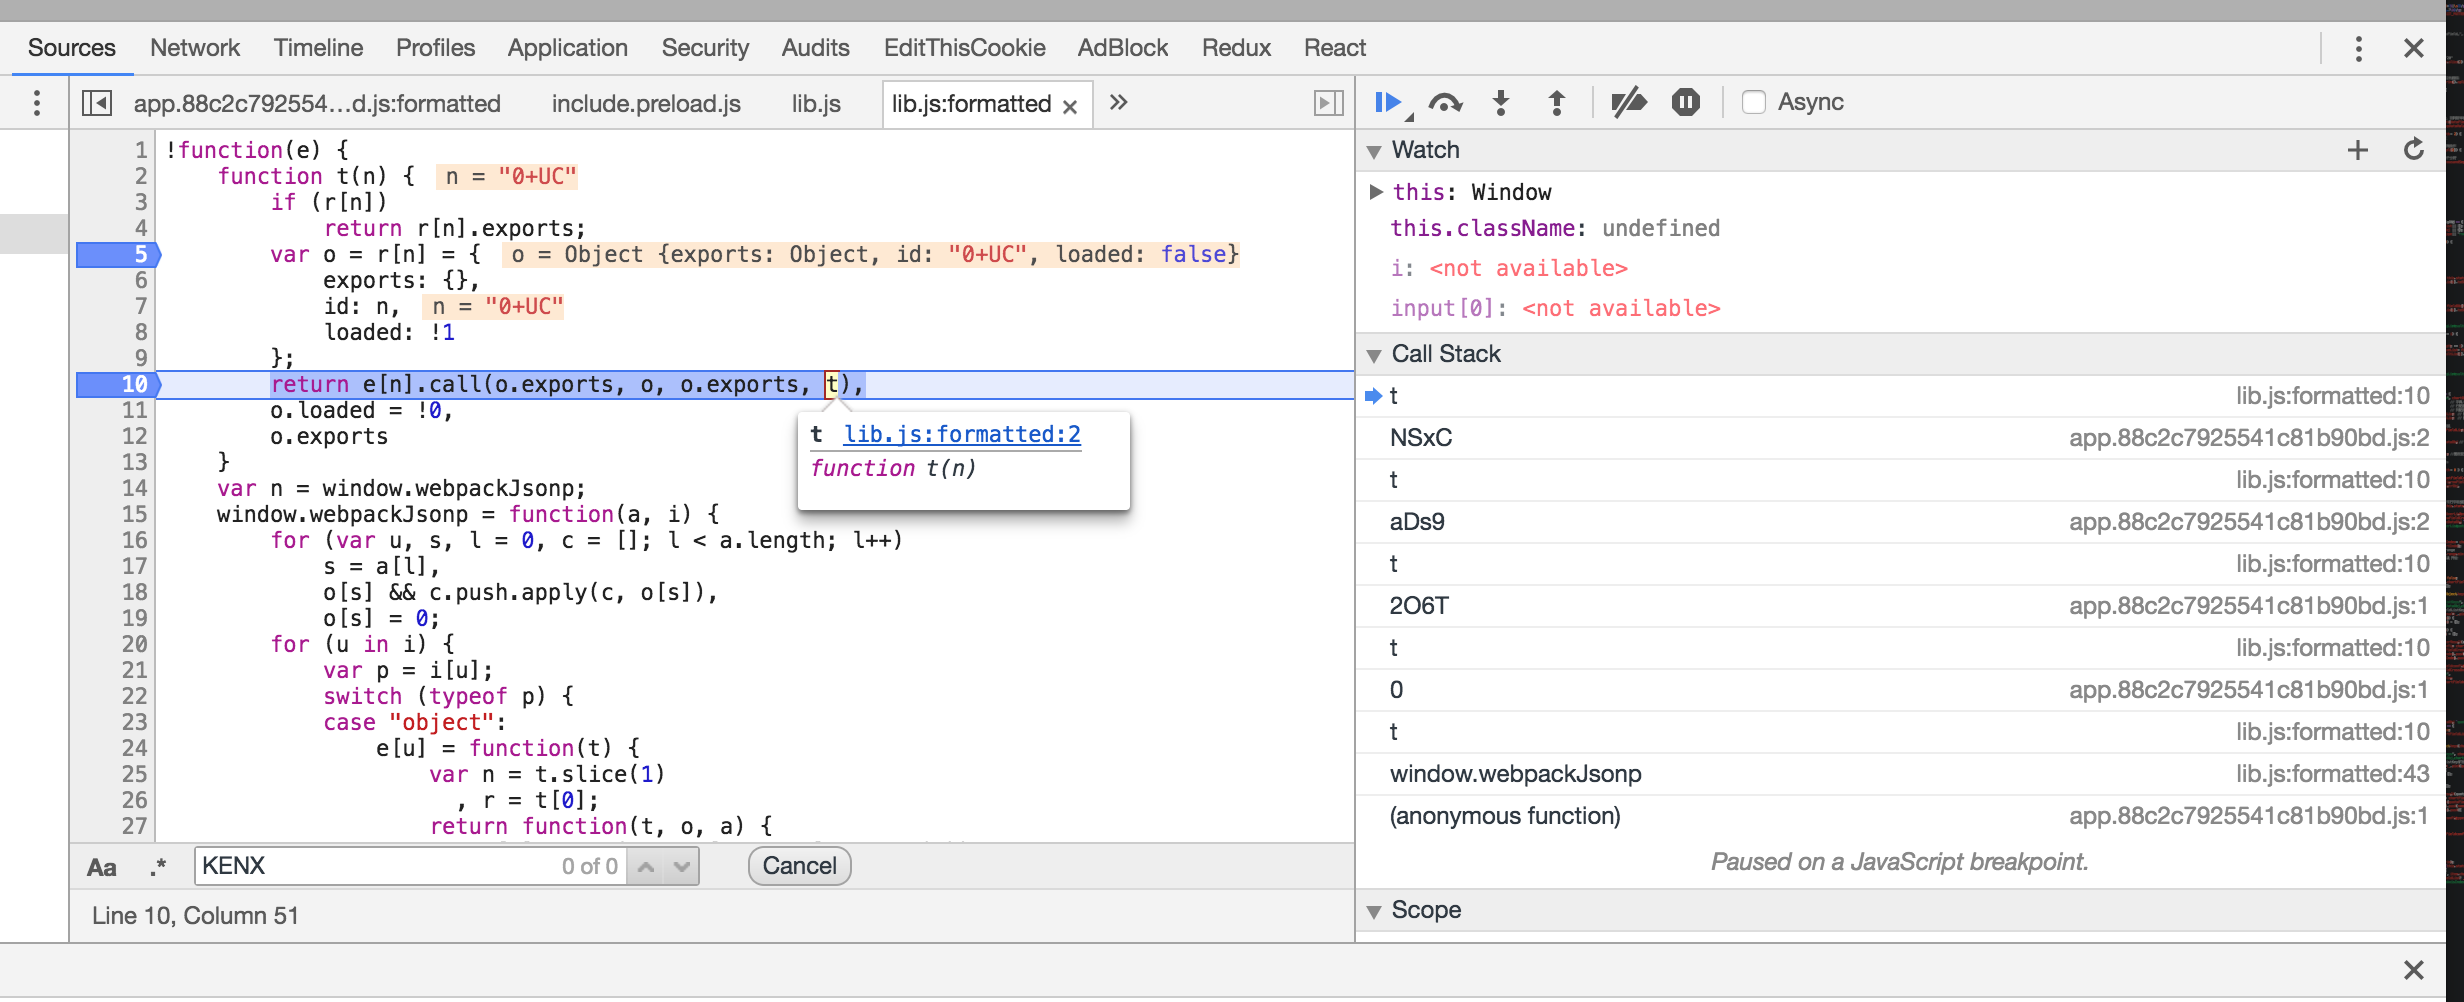 Sources Network Timeline Profiles Application Security Audits EditThisCookie AdBlock Redux React
app.88c2c792554...d.js:formatted include.preload.js lib.js lib.js:formatted × »
Async
1 !function(e) {
2 function t(n) { n = "0+UC"
3 if (r[n])
4 return r[n].exports;
5 var o = r[n] = { o = Object {exports: Object, id: "0+UC", loaded: false}
6 exports: {},
7 id: n, n = "0+UC"
8 loaded: !1
9 };
10 return e[n].call(o.exports, o, o.exports, t),
11 o.loaded = !0,
12 o.exports
13 }
14 var n = window.webpackJsonp;
15 window.webpackJsonp = function(a, i) {
16 for (var u, s, l = 0, c = []; l < a.length; l++)
17 s = a[l],
18 o[s] && c.push.apply(c, o[s]),
19 o[s] = 0;
20 for (u in i) {
21 var p = i[u];
22 switch (typeof p) {
23 case "object":
24 e[u] = function(t) {
25 var n = t.slice(1)
26 , r = t[0];
27 return function(t, o, a) {
t lib.js:formatted:2
function t(n)
Aa .* KENX 0 of 0 Cancel
Line 10, Column 51
Watch
this: Window
this.className: undefined
i: <not available>
input[0]: <not available>
Call Stack
t lib.js:formatted:10
NSxC app.88c2c7925541c81b90bd.js:2
t lib.js:formatted:10
aDs9 app.88c2c7925541c81b90bd.js:2
t lib.js:formatted:10
2O6T app.88c2c7925541c81b90bd.js:1
t lib.js:formatted:10
0 app.88c2c7925541c81b90bd.js:1
t lib.js:formatted:10
window.webpackJsonp lib.js:formatted:43
(anonymous function) app.88c2c7925541c81b90bd.js:1
Paused on a JavaScript breakpoint.
Scope